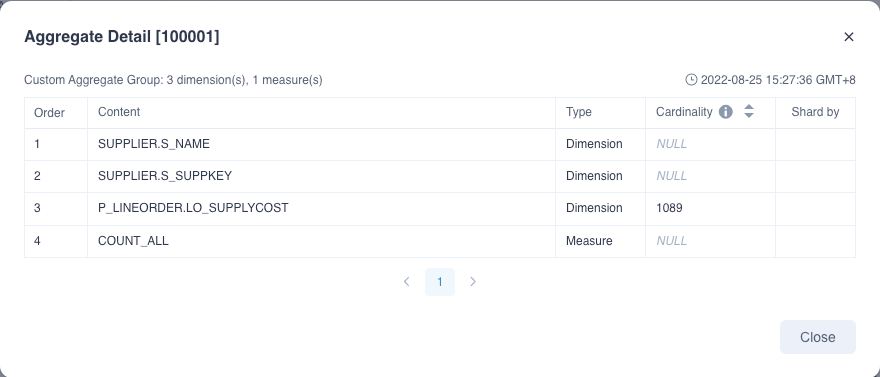 Aggregate Detail [100001]
Custom Aggregate Group: 3 dimension(s), 1 measure(s) 2022-08-25 15:27:36 GMT+8
Order Content Type Cardinality Shard by
1 SUPPLIER.S_NAME Dimension NULL
2 SUPPLIER.S_SUPPKEY Dimension NULL
3 P_LINEORDER.LO_SUPPLYCOST Dimension 1089
4 COUNT_ALL Measure NULL
1
Close